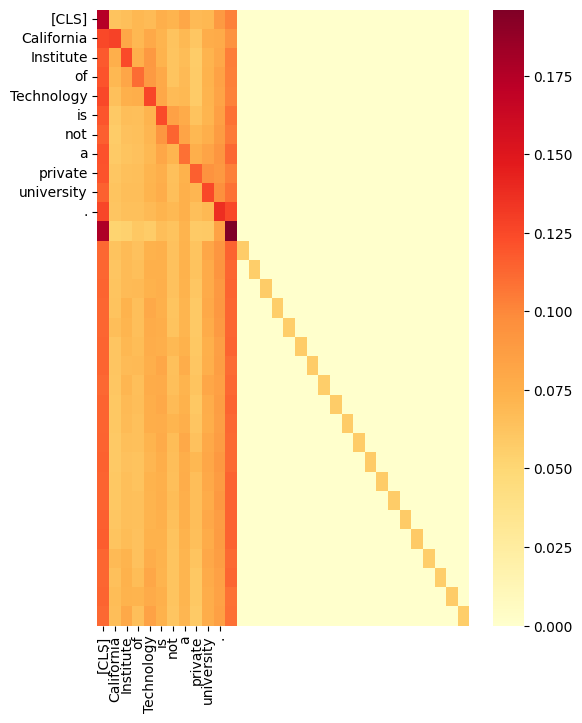 [CLS]
California
Institute
of
Technology
is
not
a
private
university
.
0.175
0.150
0.125
0.100
0.075
0.050
0.025
0.000
[CLS]
California
Institute
of
Technology
is
not
a
private
university
.